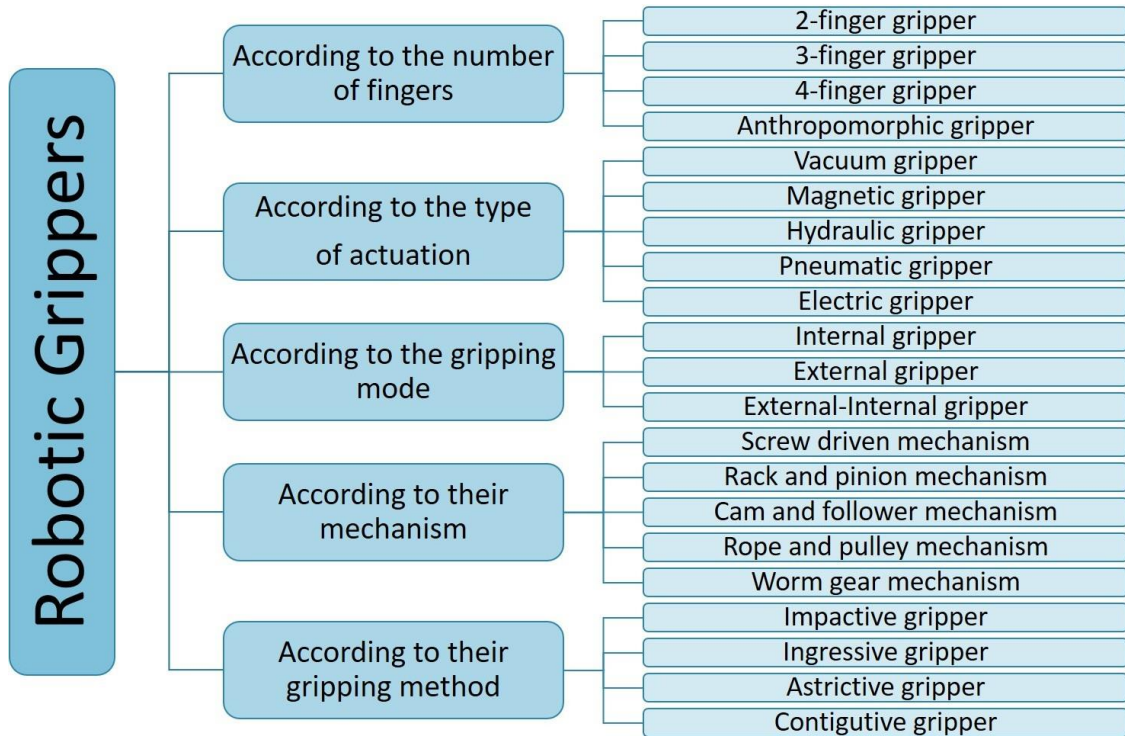 Robotic Grippers
According to the number
of fingers
2-finger gripper
3-finger gripper
4-finger gripper
Anthropomorphic gripper
According to the type
of actuation
Vacuum gripper
Magnetic gripper
Hydraulic gripper
Pneumatic gripper
Electric gripper
According to the gripping
mode
Internal gripper
External gripper
External-Internal gripper
According to their
mechanism
Screw driven mechanism
Rack and pinion mechanism
Cam and follower mechanism
Rope and pulley mechanism
Worm gear mechanism
According to their
gripping method
Impactive gripper
Ingressive gripper
Astrictive gripper
Contigutive gripper